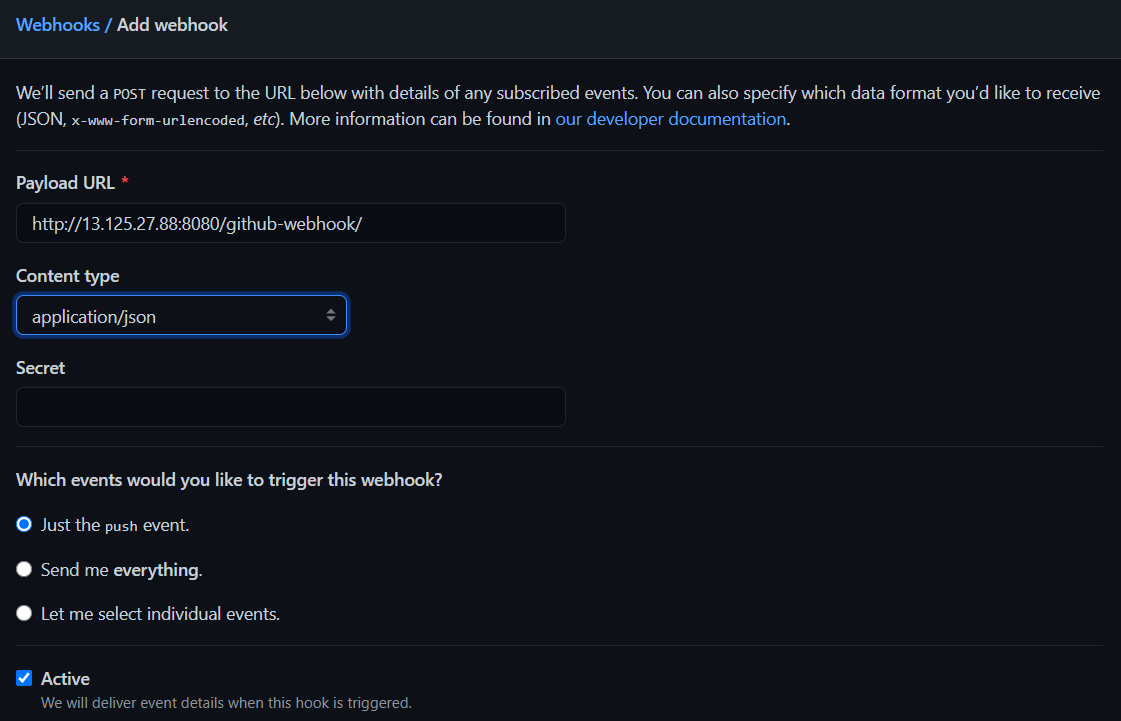 Webhooks / Add webhook
We’ll send a POST request to the URL below with details of any subscribed events. You can also specify which data format you’d like to receive
(JSON, x-www-form-urlencoded, etc). More information can be found in our developer documentation.
Payload URL *
http://13.125.27.88:8080/github-webhook/
Content type
application/json
Secret
Which events would you like to trigger this webhook?
Just the push event.
Send me everything.
Let me select individual events.
Active
We will deliver event details when this hook is triggered.